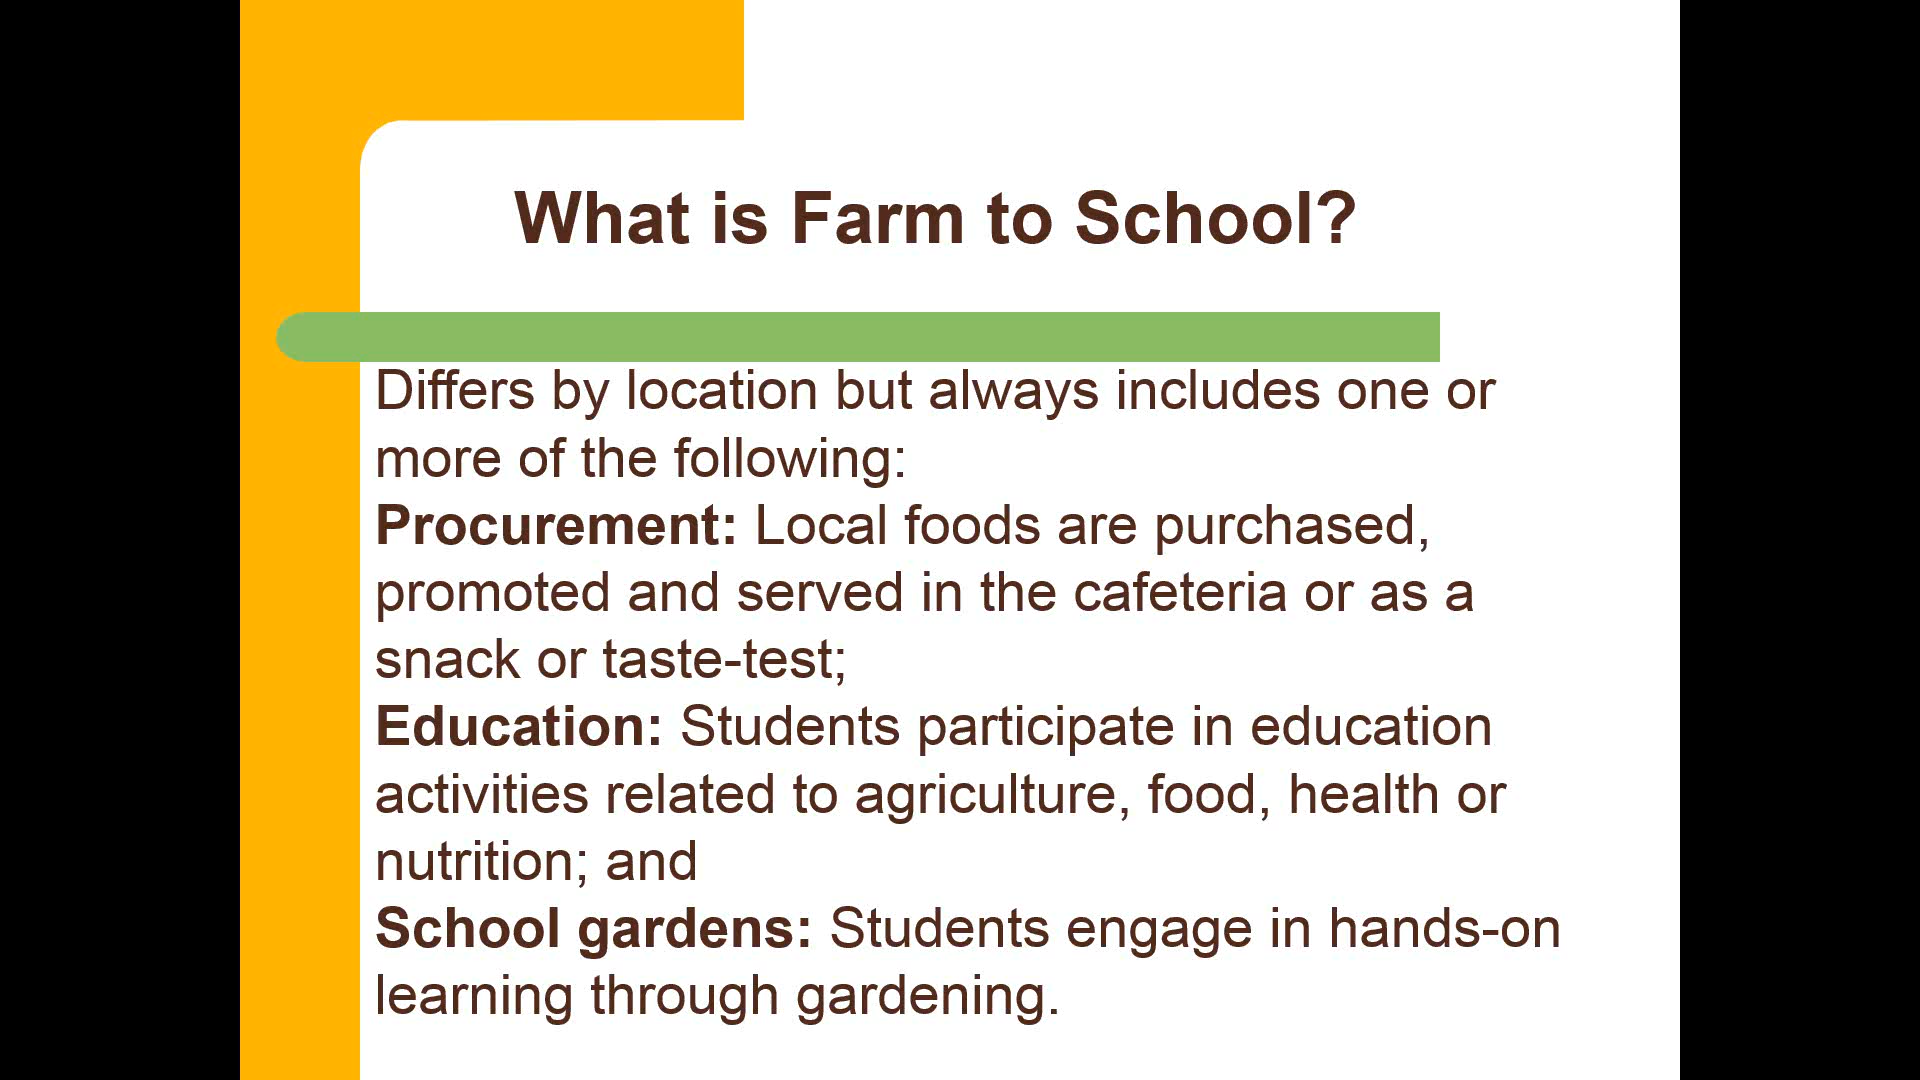 What is Farm to School?
Differs by location but always includes one or
more of the following:
Procurement: Local foods are purchased,
promoted and served in the cafeteria or as a
snack or taste-test;
Education: Students participate in education
activities related to agriculture, food, health or
nutrition; and
School gardens: Students engage in hands-on
learning through gardening.